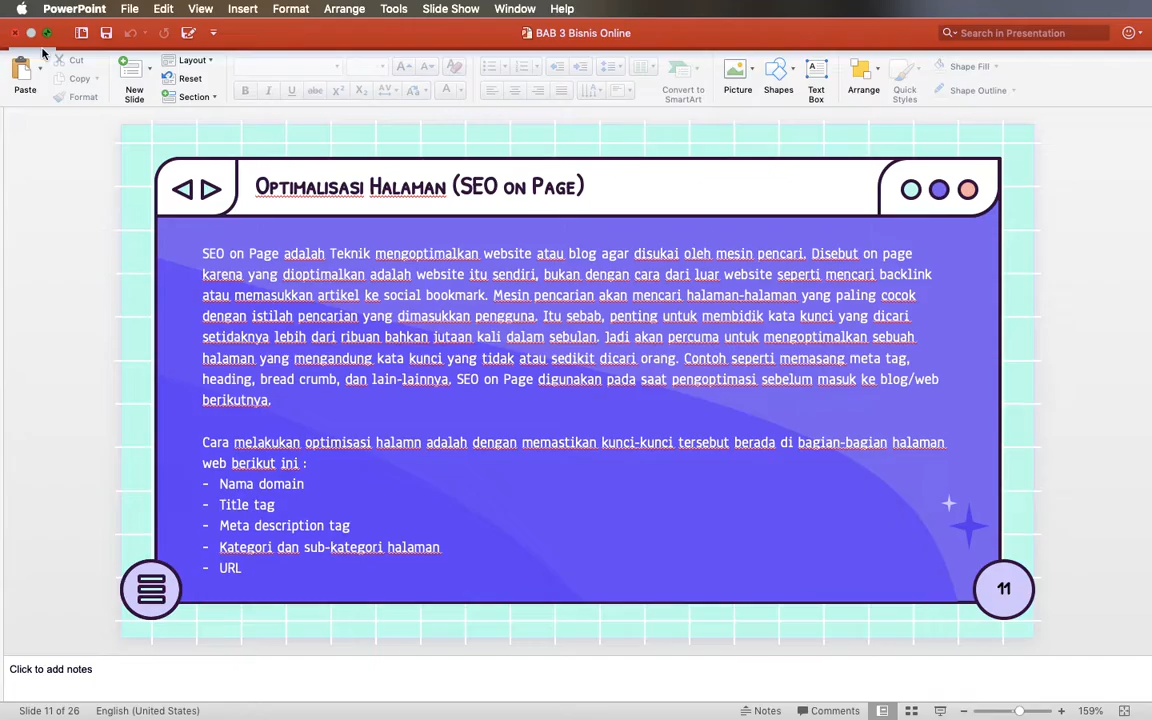 PowerPoint File Edit View Insert Format Arrange Tools Slide Show Window Help
BAB 3 Bisnis Online
Search in Presentation
Paste
Cut
Copy
Format
New Slide
Layout
Reset
Section
Convert to SmartArt
Picture
Shapes
Text Box
Arrange
Quick Styles
Shape Fill
Shape Outline
Optimalisasi Halaman (SEO on Page)
SEO on Page adalah Teknik mengoptimalkan website atau blog agar disukai oleh mesin pencari. Disebut on page
karena yang dioptimalkan adalah website itu sendiri, bukan dengan cara dari luar website seperti mencari backlink
atau memasukkan artikel ke social bookmark. Mesin pencarian akan mencari halaman-halaman yang paling cocok
dengan istilah pencarian yang dimasukkan pengguna. Itu sebab, penting untuk membidik kata kunci yang dicari
setidaknya lebih dari ribuan bahkan jutaan kali dalam sebulan. Jadi akan percuma untuk mengoptimalkan sebuah
halaman yang mengandung kata kunci yang tidak atau sedikit dicari orang. Contoh seperti memasang meta tag,
heading, bread crumb, dan lain-lainnya. SEO on Page digunakan pada saat pengoptimasi sebelum masuk ke blog/web
berikutnya.
Cara melakukan optimisasi halamn adalah dengan memastikan kunci-kunci tersebut berada di bagian-bagian halaman
web berikut ini :
- Nama domain
- Title tag
- Meta description tag
- Kategori dan sub-kategori halaman
- URL
11
Click to add notes
Slide 11 of 26 English (United States) Notes Comments 159%